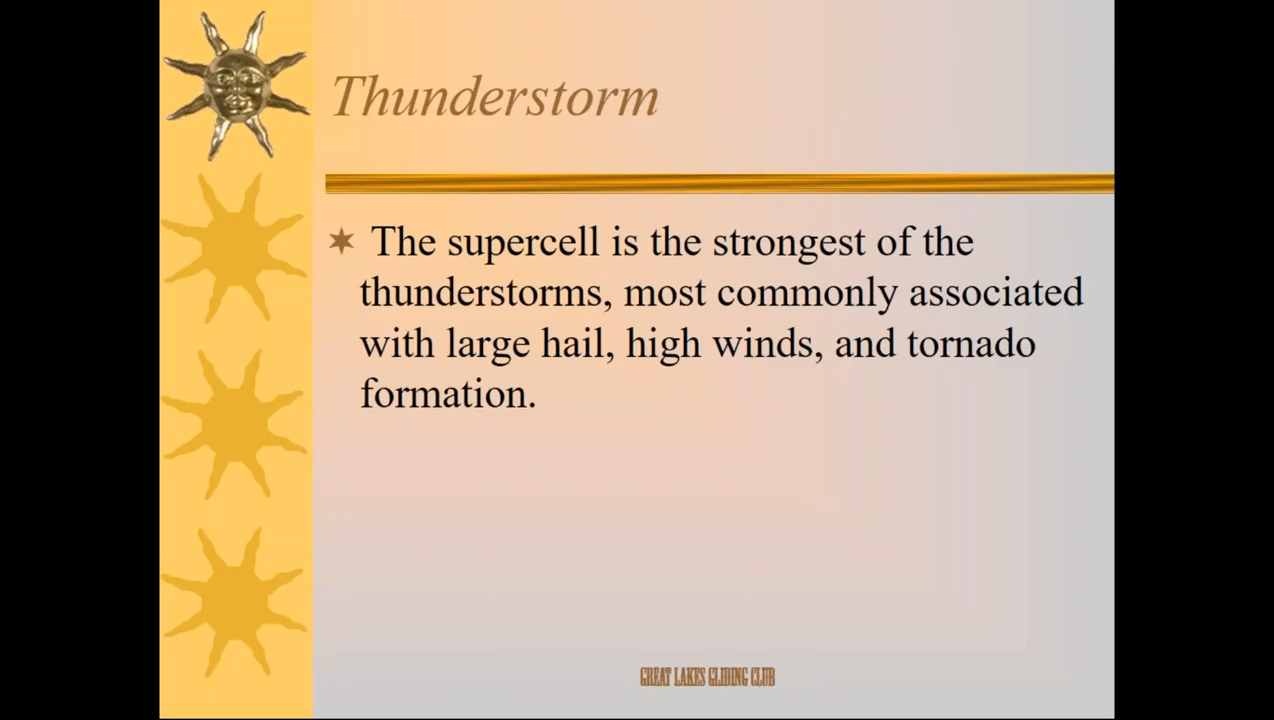 Thunderstorm
The supercell is the strongest of the
thunderstorms, most commonly associated
with large hail, high winds, and tornado
formation.
GREAT LAKES GLIDING CLUB